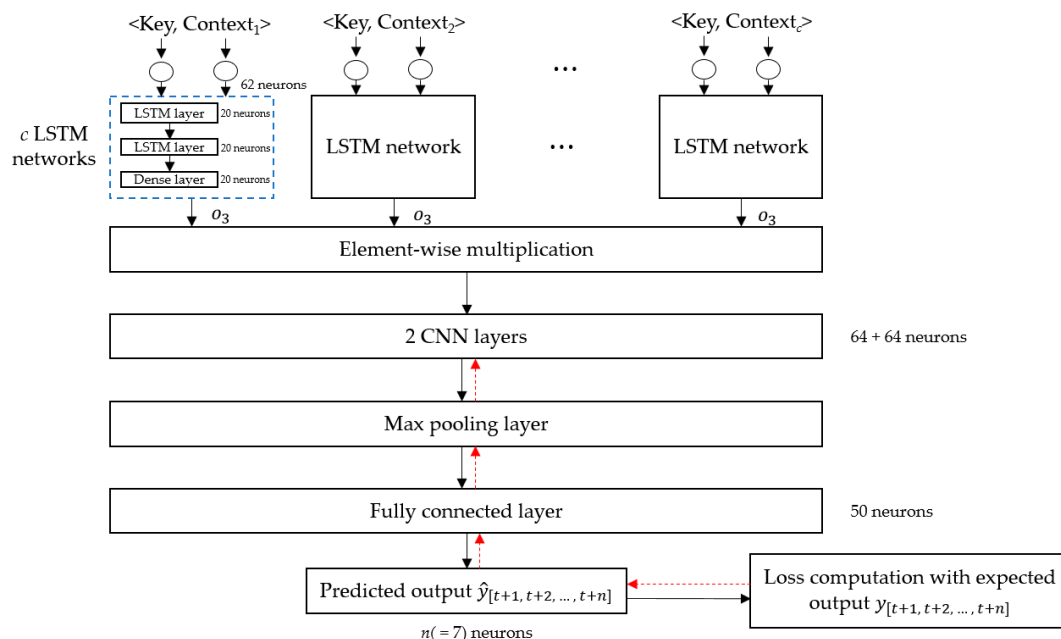 <Key, Context₁> <Key, Context₂> <Key, Context𝑐>
...
62 neurons
c LSTM networks
LSTM layer 20 neurons
LSTM layer 20 neurons
Dense layer 20 neurons
LSTM network
...
LSTM network
o₃ o₃ o₃
Element-wise multiplication
2 CNN layers
64 + 64 neurons
Max pooling layer
Fully connected layer
50 neurons
Predicted output ŷ[t+1, t+2, ..., t+n]
n( = 7) neurons
Loss computation with expected
output y[t+1, t+2, ..., t+n]